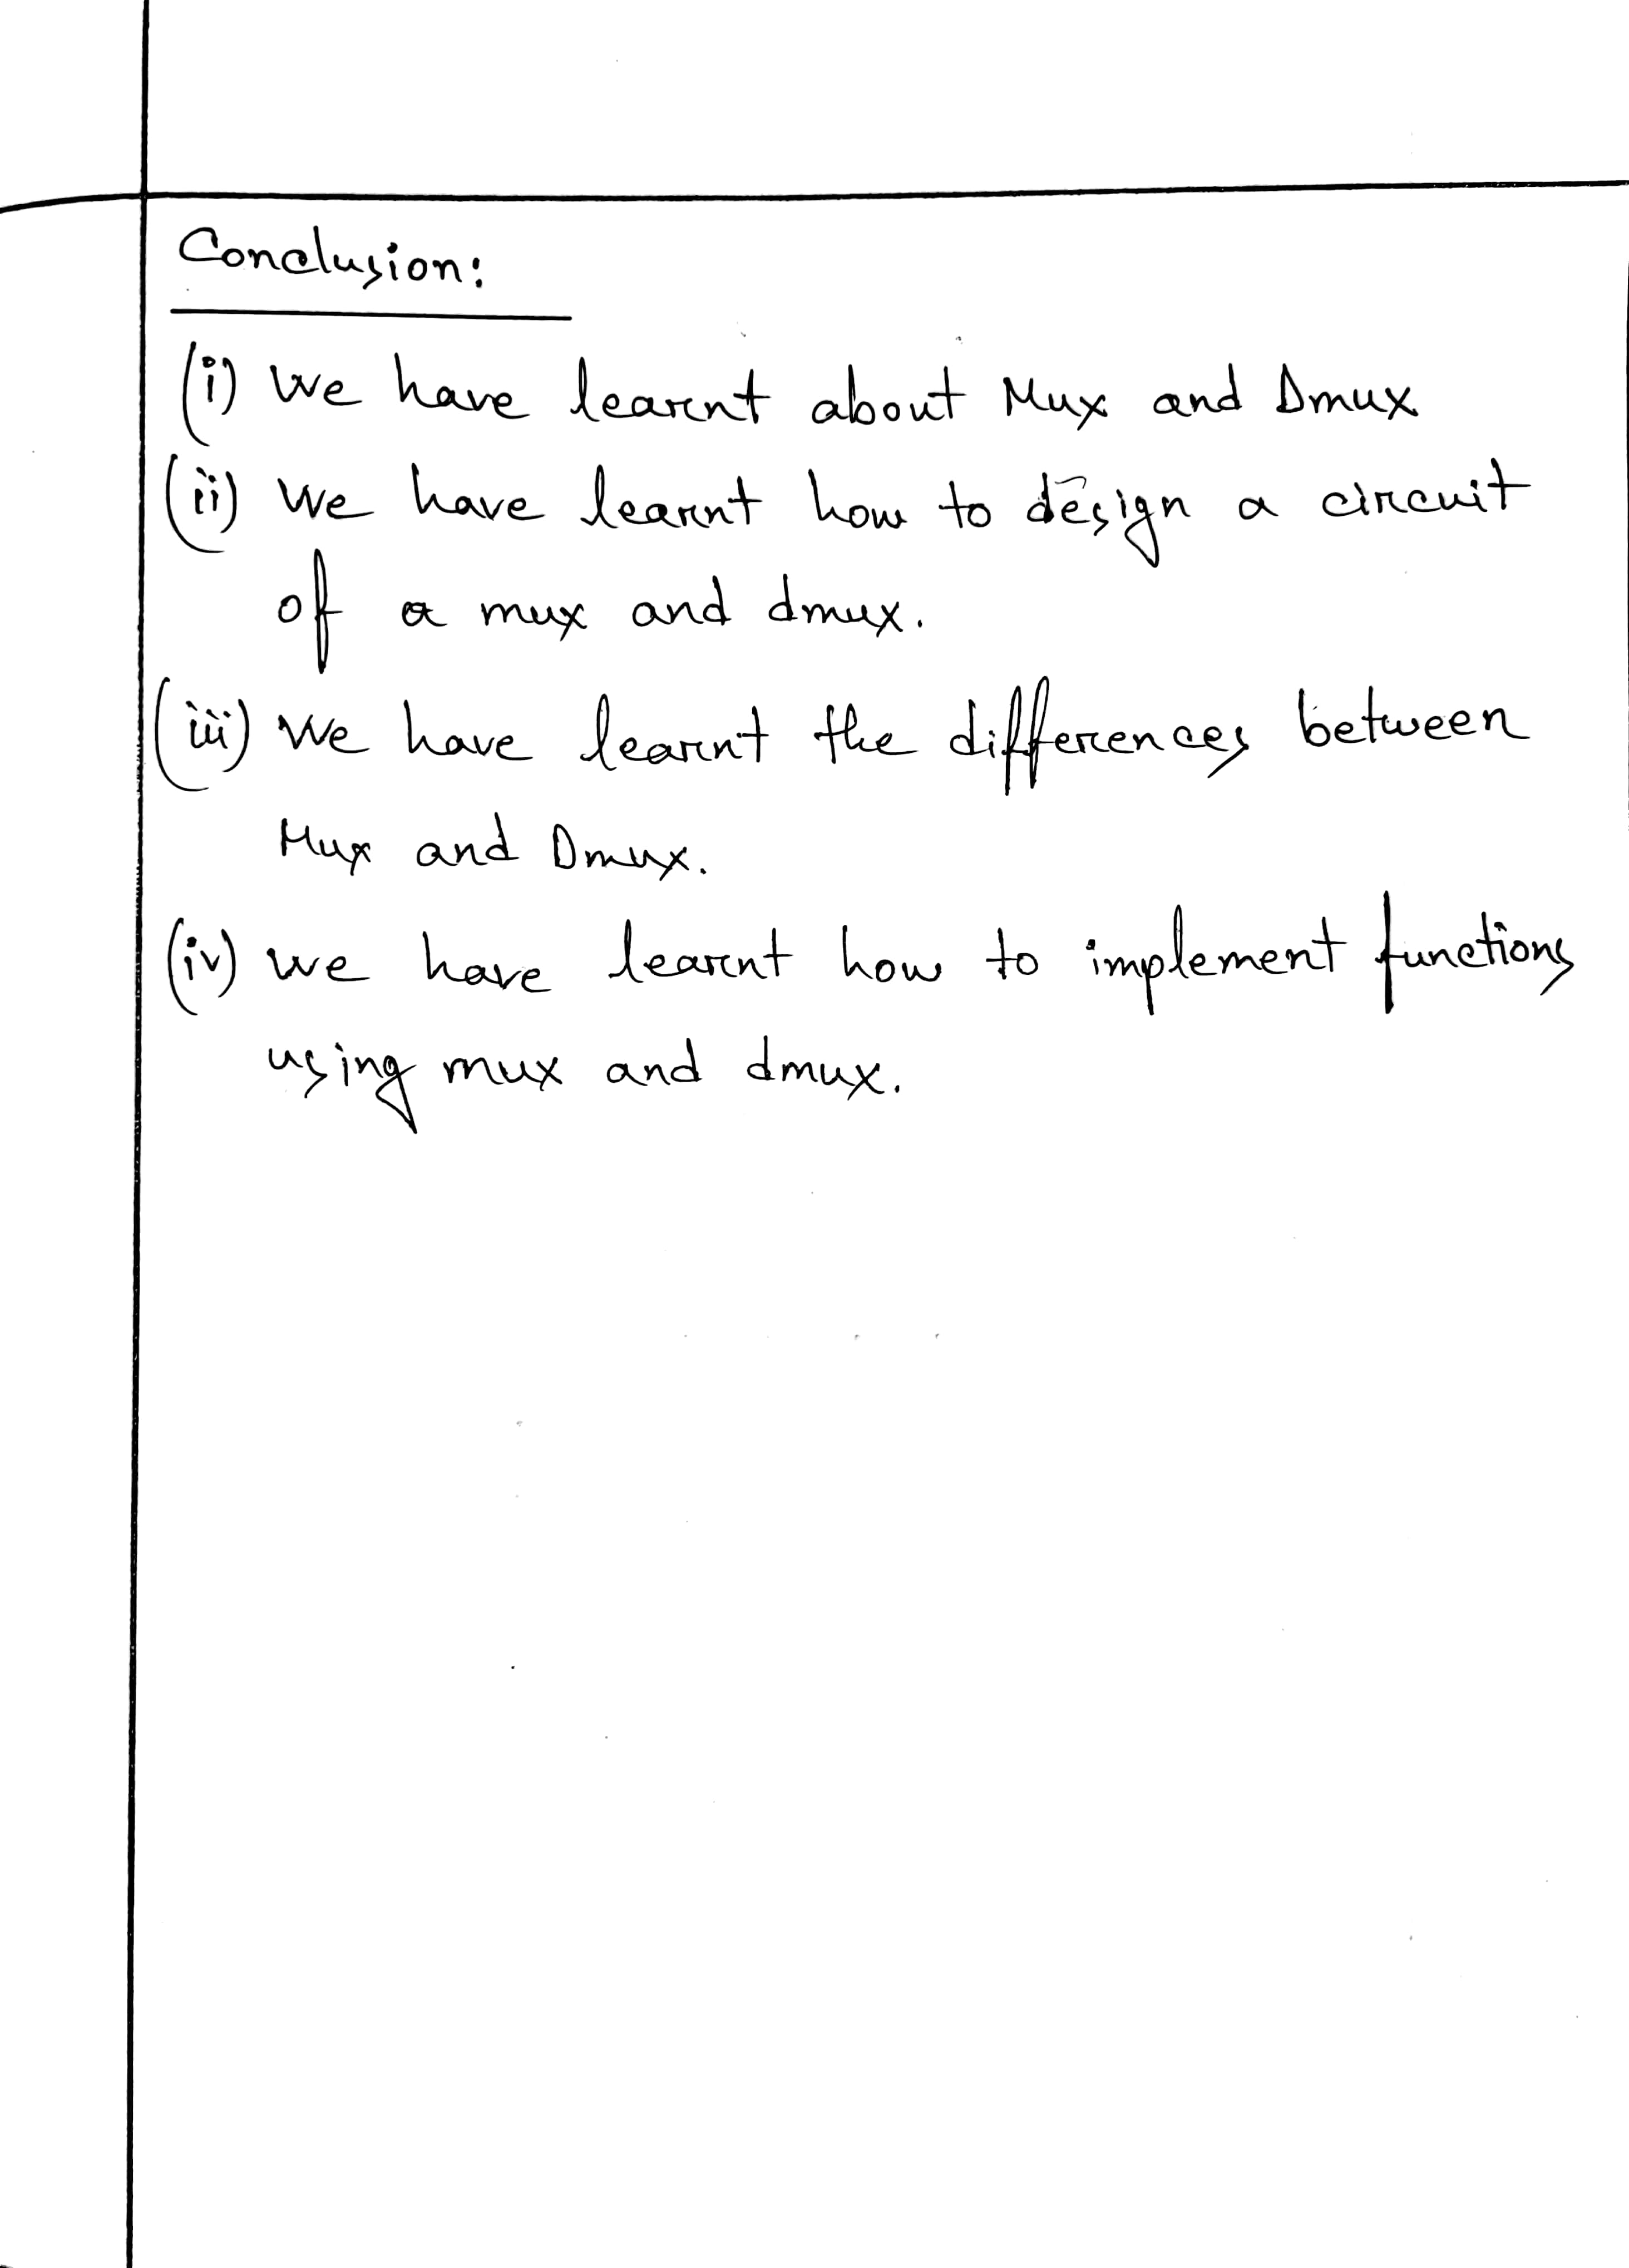 Conclusion:
(i) We have learnt about Mux and Dmux
(ii) We have learnt how to design a circuit
of a mux and dmux.
(iii) We have learnt the differences between
Mux and Dmux.
(iv) We have learnt how to implement functions
using mux and dmux.